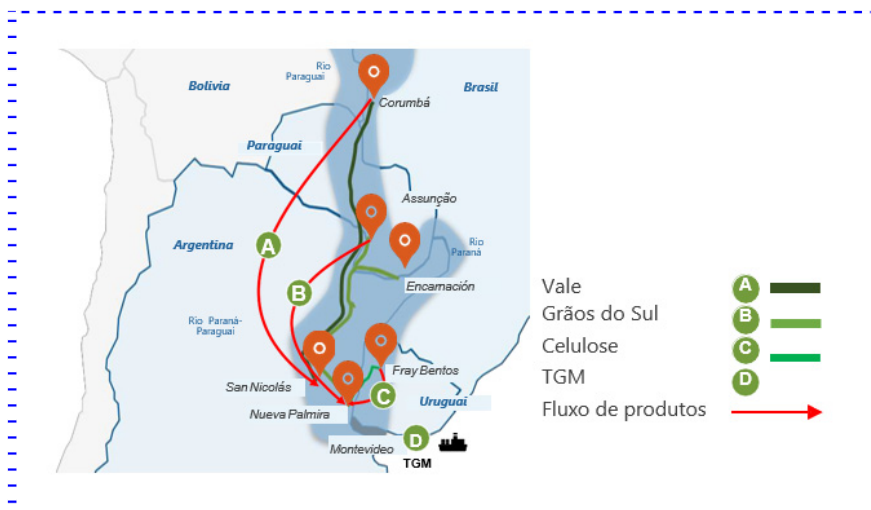 Rio
Paraguai
Bolívia
Brasil
Corumbá
Paraguai
Assunção
A
Argentina
Rio
Paraná
B
Encarnación
Rio Paraná-
Paraguai
Fray Bentos
San Nicolás
C
Uruguai
Nueva Palmira
Montevideo
D
TGM
Vale
A
Grãos do Sul
B
Celulose
C
TGM
D
Fluxo de produtos